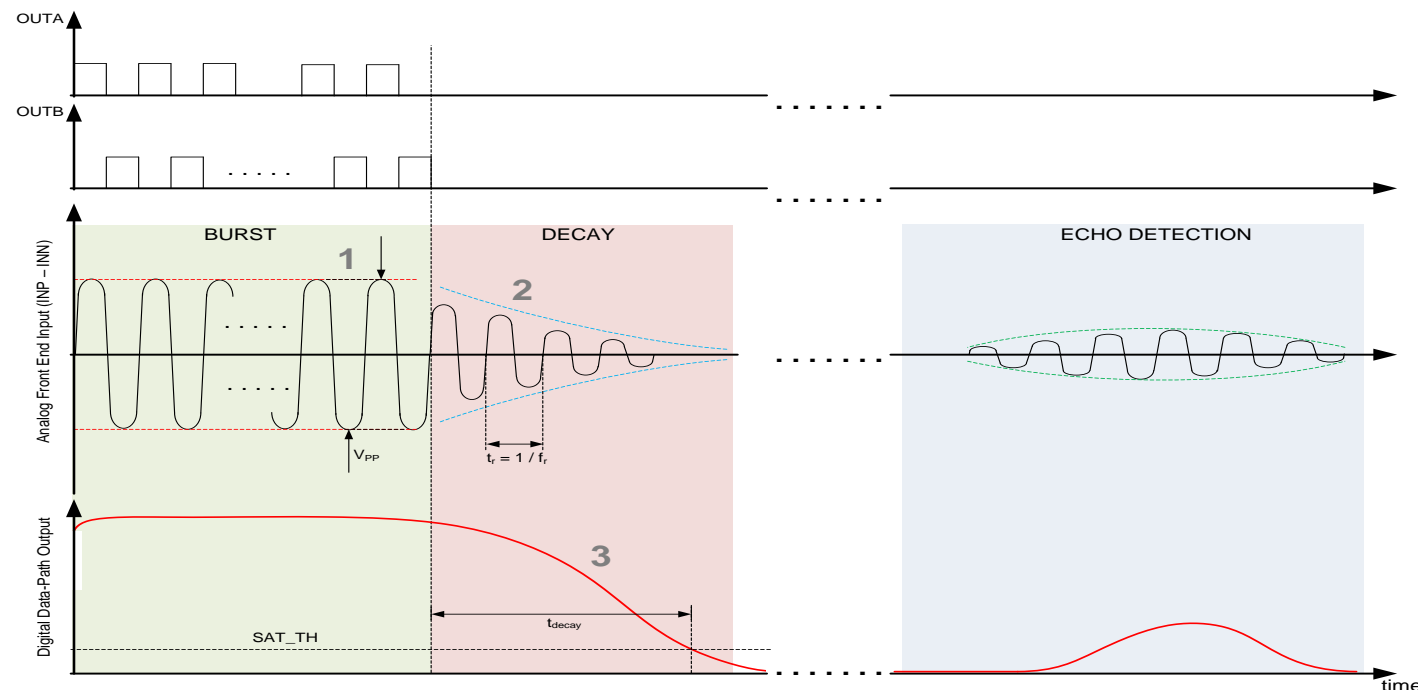 OUTA
OUTB
BURST
DECAY
ECHO DETECTION
1
2
Analog Front End Input (INP – INN)
V_PP
t_r = 1 / f_r
3
Digital Data-Path Output
t_decay
SAT_TH
time